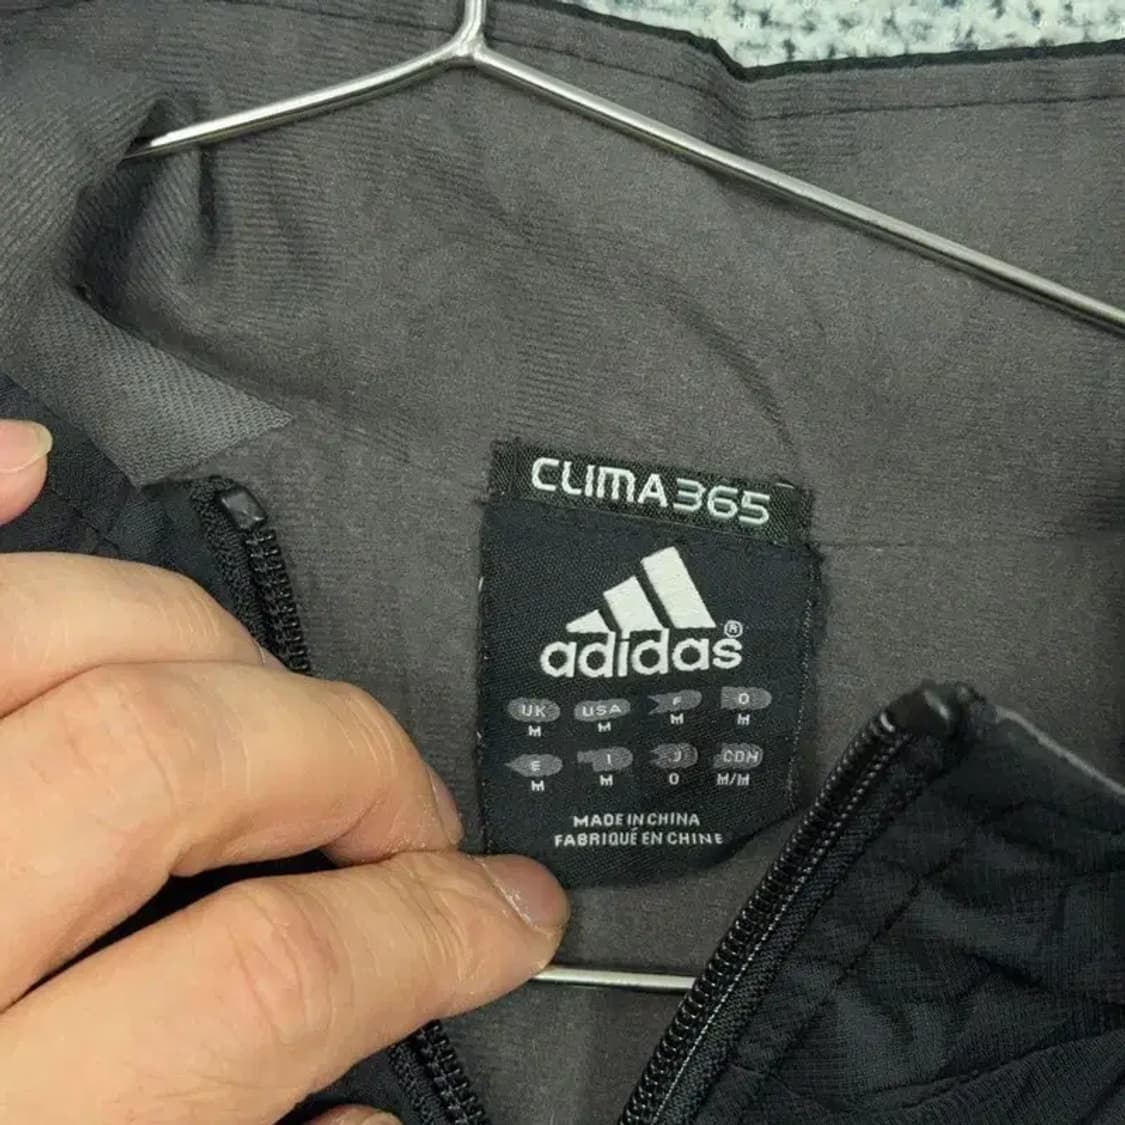 CLIMA365
adidas®
UK USA F D
M M M M
E I J CDN
M M O M/M
MADE IN CHINA
FABRIQUÉ EN CHINE